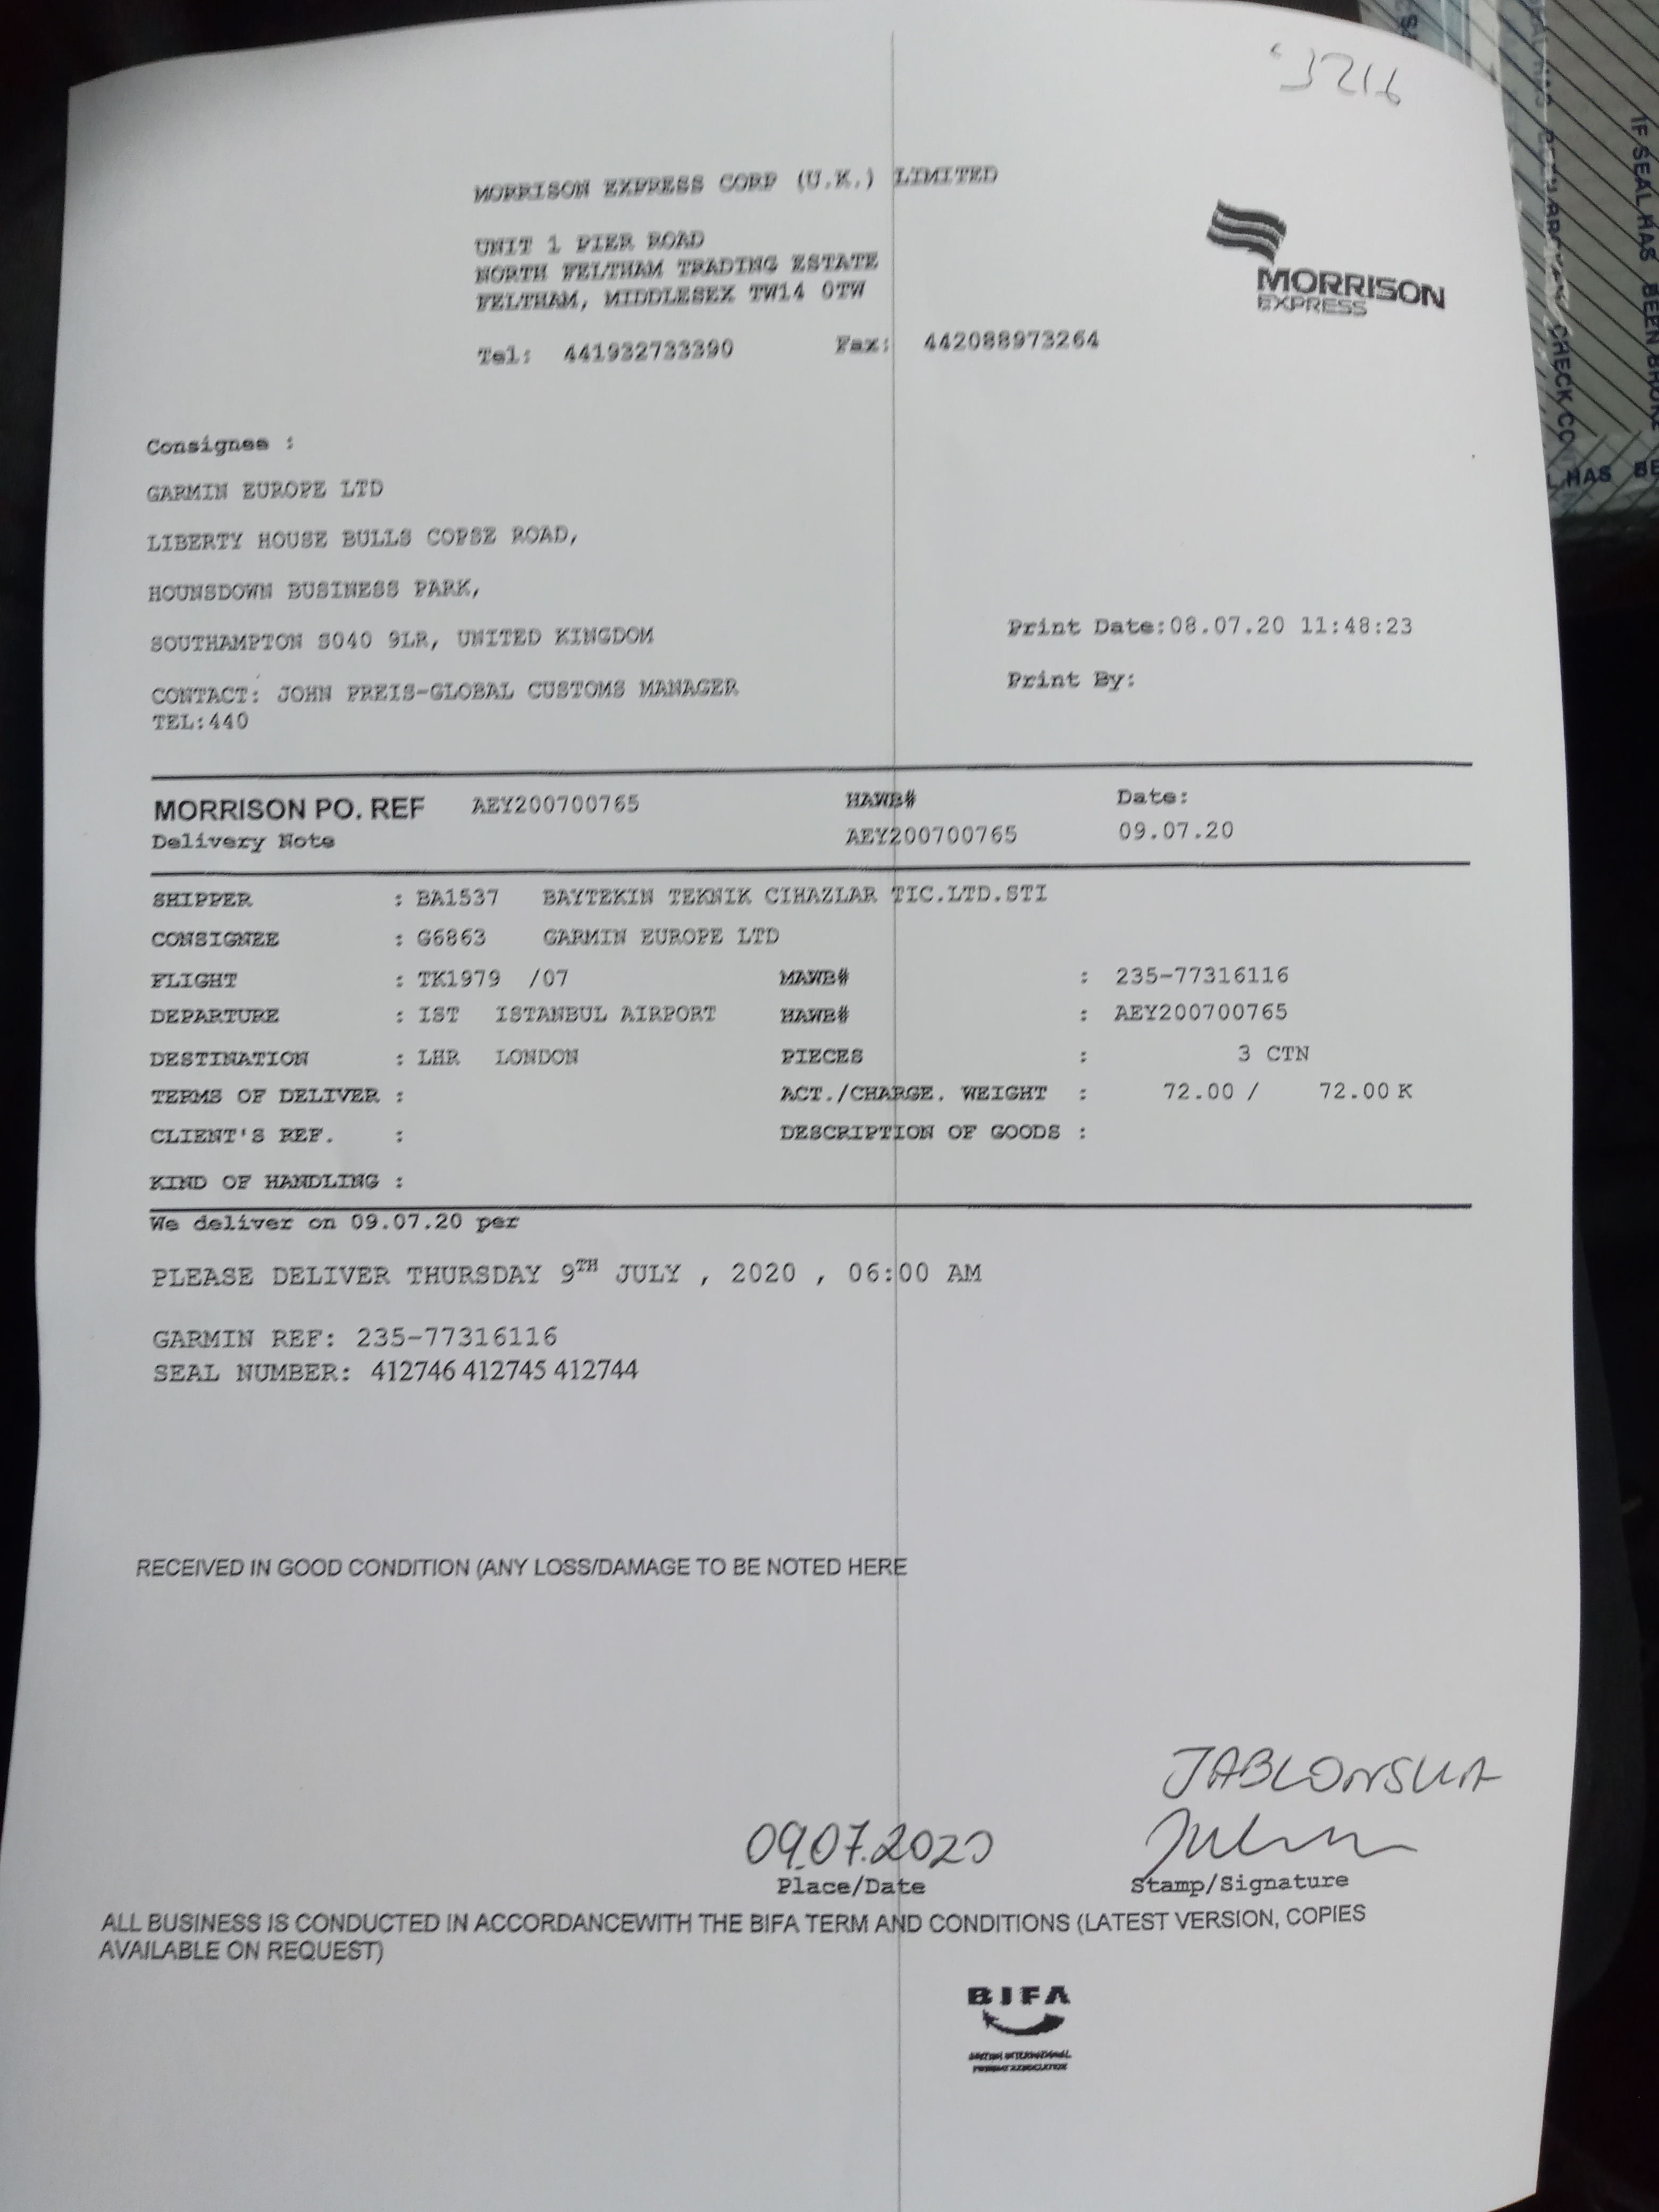 MORRISON EXPRESS CORP (U.K.) LIMITED
UNIT 1 PIER ROAD
NORTH FELTHAM TRADING ESTATE
FELTHAM, MIDDLESEX TW14 0TW
Tel: 441932733390 Fax: 442088973264
MORRISON
EXPRESS
Consignee :
GARMIN EUROPE LTD
LIBERTY HOUSE BULLS COPSE ROAD,
HOUNSDOWN BUSINESS PARK,
SOUTHAMPTON SO40 9LR, UNITED KINGDOM
CONTACT: JOHN PREIS-GLOBAL CUSTOMS MANAGER
TEL:440
Print Date:08.07.20 11:48:23
Print By:
MORRISON PO. REF AEY200700765 HAWB# Date:
Delivery Note AEY200700765 09.07.20
SHIPPER : BA1537 BAYTEKIN TEKNIK CIHAZLAR TIC.LTD.STI
CONSIGNEE : G6863 GARMIN EUROPE LTD
FLIGHT : TK1979 /07 MAWB# : 235-77316116
DEPARTURE : IST ISTANBUL AIRPORT HAWB# : AEY200700765
DESTINATION : LHR LONDON PIECES : 3 CTN
TERMS OF DELIVER : ACT./CHARGE. WEIGHT : 72.00 / 72.00 K
CLIENT'S REF. : DESCRIPTION OF GOODS :
KIND OF HANDLING :
We deliver on 09.07.20 per
PLEASE DELIVER THURSDAY 9TH JULY , 2020 , 06:00 AM
GARMIN REF: 235-77316116
SEAL NUMBER: 412746 412745 412744
RECEIVED IN GOOD CONDITION (ANY LOSS/DAMAGE TO BE NOTED HERE
JABLONSKA
09.07.2020
Place/Date Stamp/Signature
ALL BUSINESS IS CONDUCTED IN ACCORDANCEWITH THE BIFA TERM AND CONDITIONS (LATEST VERSION, COPIES
AVAILABLE ON REQUEST)
BIFA
BRITISH INTERNATIONAL
FREIGHT ASSOCIATION
IF SEAL HAS BEEN
CHECK CO
HAS BE